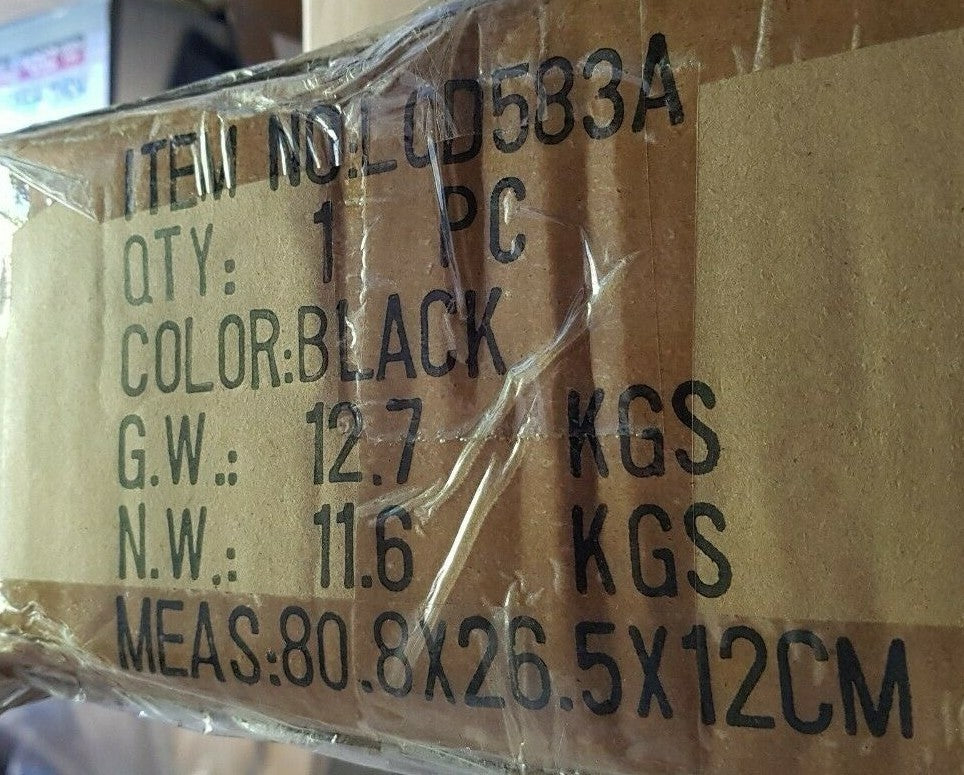 ITEM NO:LCD583A
QTY: 1 PC
COLOR:BLACK
G.W.: 12.7 KGS
N.W.: 11.6 KGS
MEAS:80.8X26.5X12CM